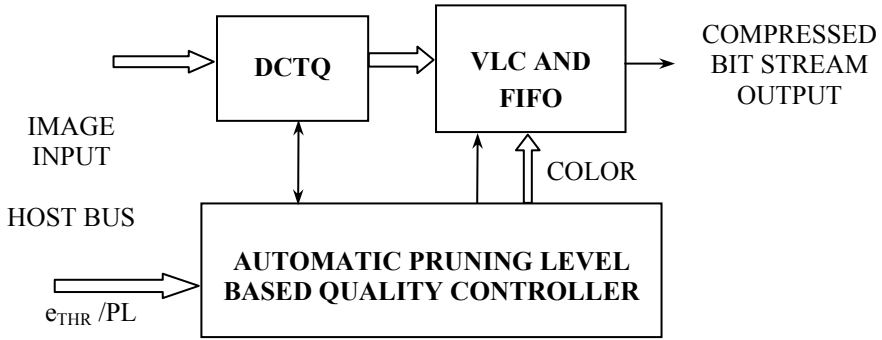 DCTQ
VLC AND
FIFO
COMPRESSED
BIT STREAM
OUTPUT
IMAGE
INPUT
COLOR
HOST BUS
AUTOMATIC PRUNING LEVEL
BASED QUALITY CONTROLLER
eTHR /PL